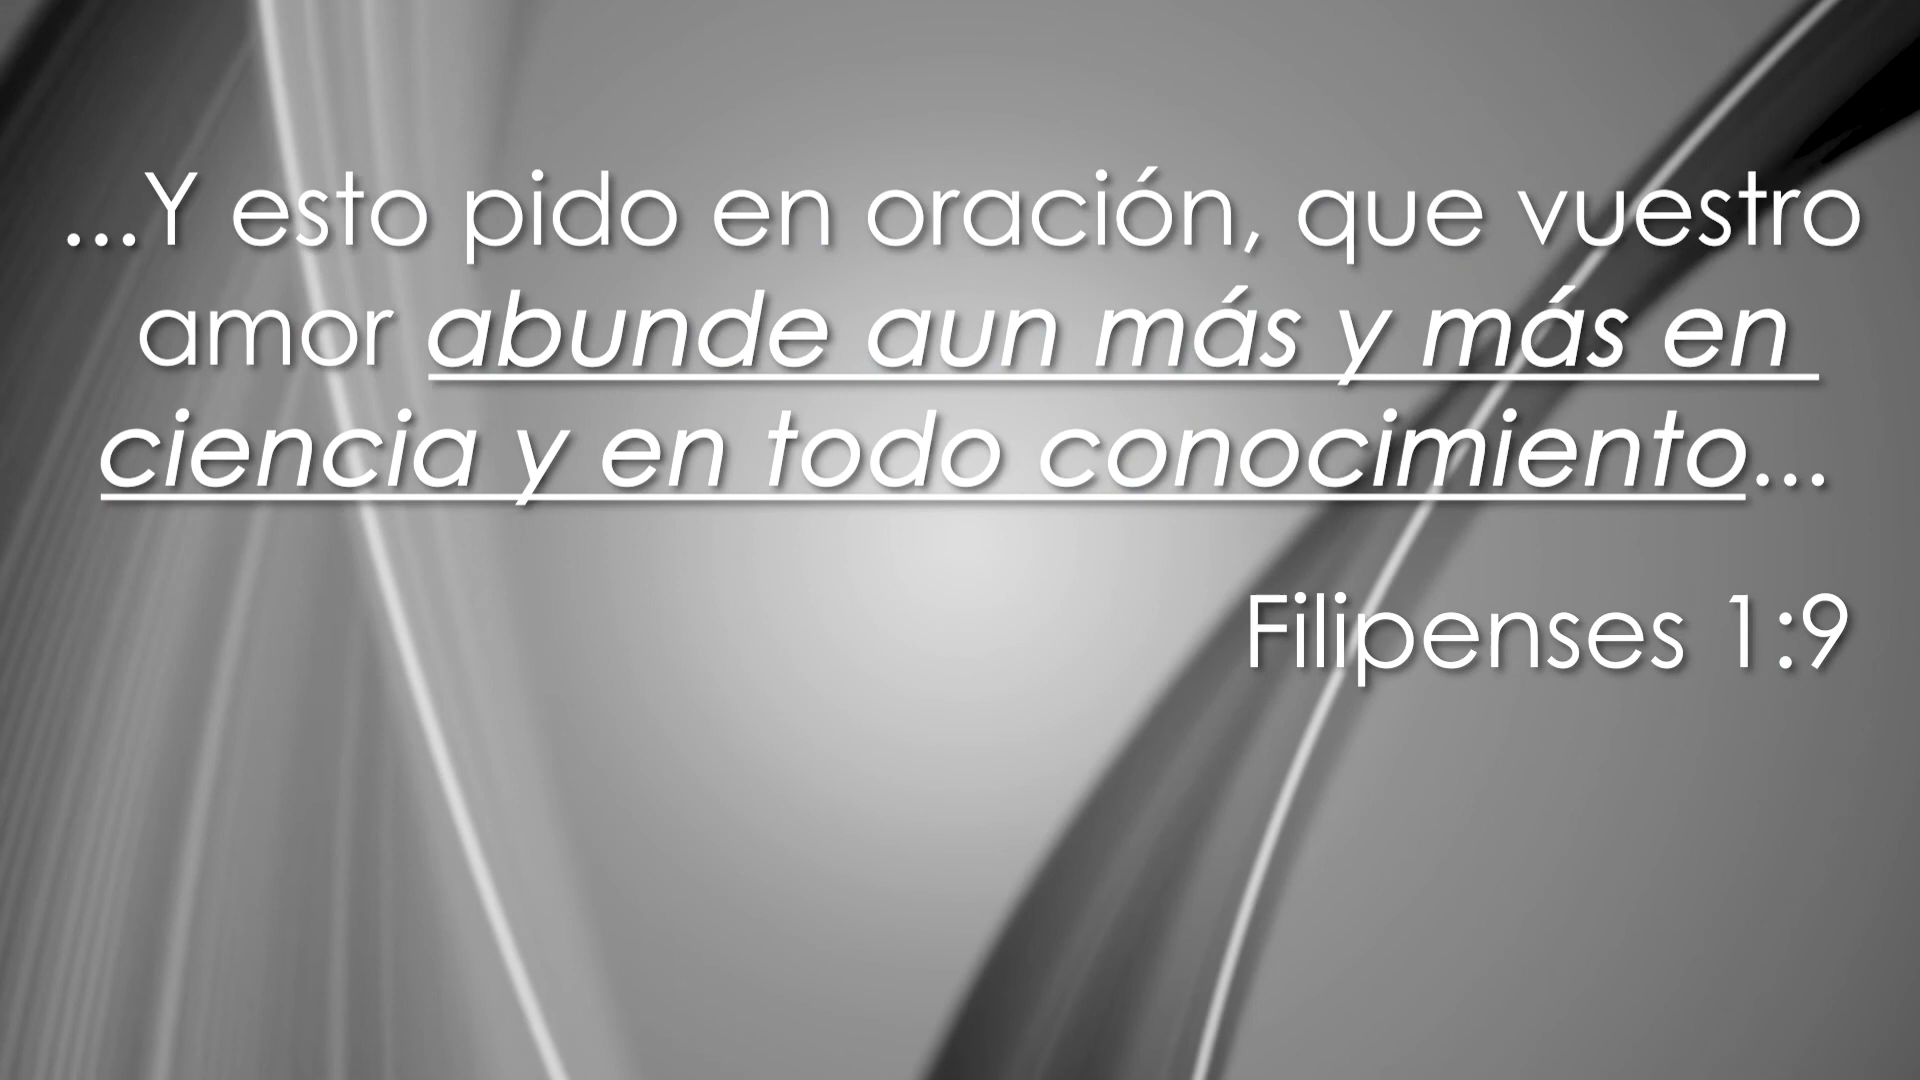 ...Y esto pido en oración, que vuestro
amor abunde aun más y más en
ciencia y en todo conocimiento...
Filipenses 1:9